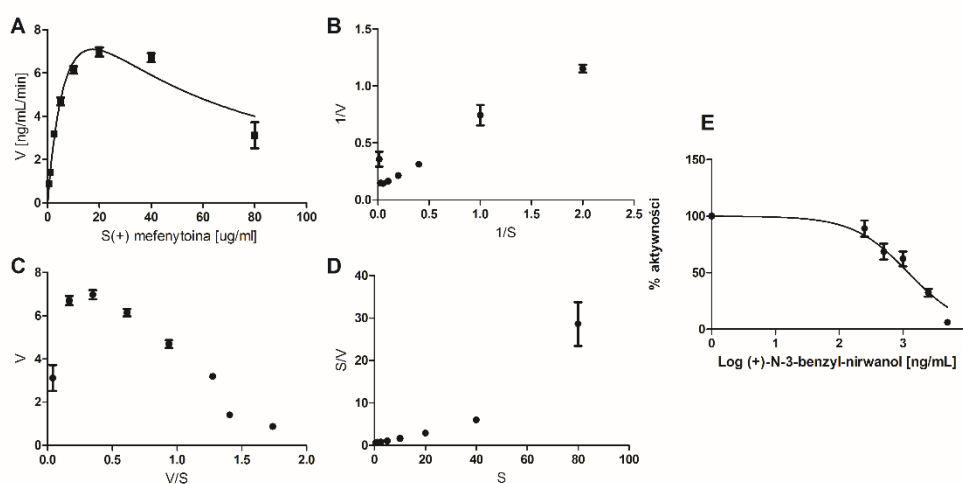 A
V [ng/mL/min]
8
6
4
2
0
0 20 40 60 80 100
S(+) mefenytoina [ug/ml]
B
1/V
1.5
1.0
0.5
0.0
0.0 0.5 1.0 1.5 2.0 2.5
1/S
C
V
8
6
4
2
0
0.0 0.5 1.0 1.5 2.0
V/S
D
S/V
40
30
20
10
0
0 20 40 60 80 100
S
E
% aktywności
150
100
50
0
0 1 2 3 4
Log (+)-N-3-benzyl-nirwanol [ng/mL]